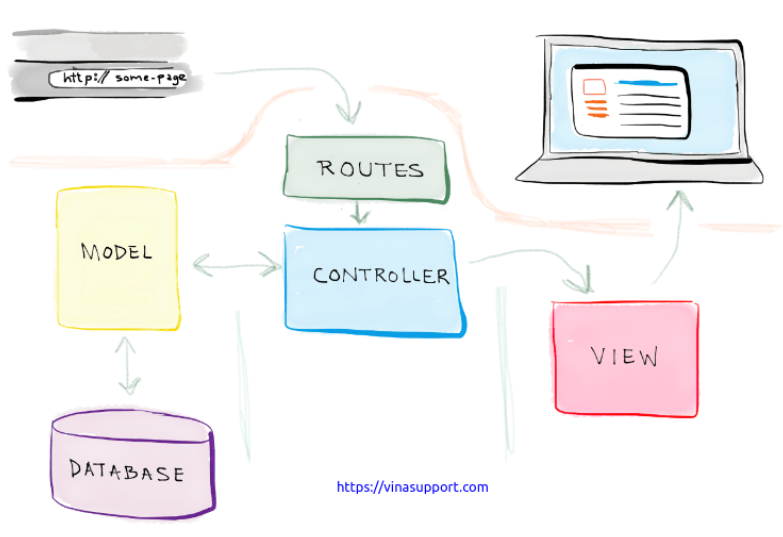 http:// some-page
ROUTES
MODEL
CONTROLLER
VIEW
DATABASE
https://vinasupport.com